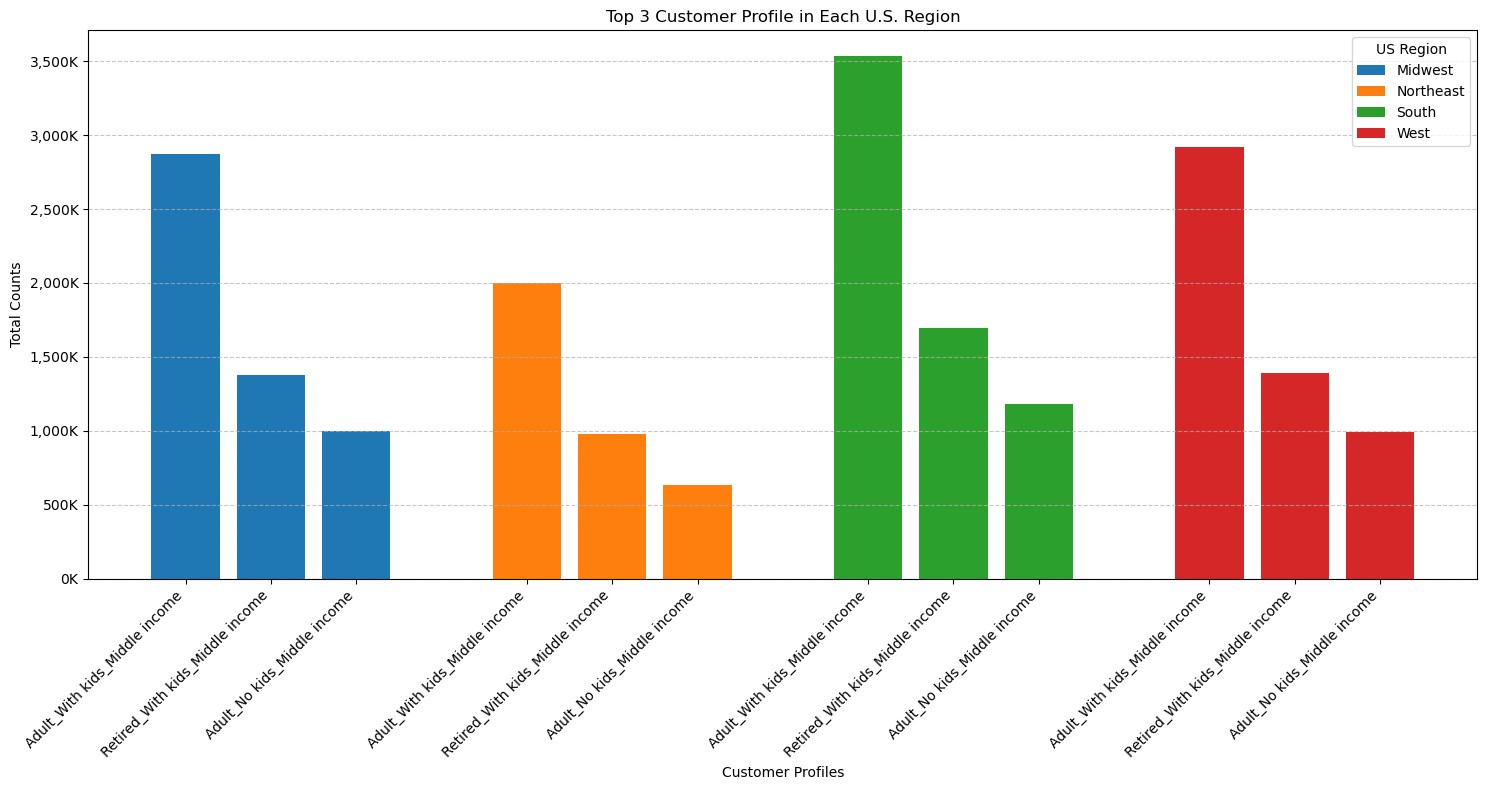 Top 3 Customer Profile in Each U.S. Region
US Region
Midwest
Northeast
South
West
Total Counts
3,500K
3,000K
2,500K
2,000K
1,500K
1,000K
500K
0K
Adult_With kids_Middle income
Retired_With kids_Middle income
Adult_No kids_Middle income
Adult_With kids_Middle income
Retired_With kids_Middle income
Adult_No kids_Middle income
Adult_With kids_Middle income
Retired_With kids_Middle income
Adult_No kids_Middle income
Adult_With kids_Middle income
Retired_With kids_Middle income
Adult_No kids_Middle income
Customer Profiles